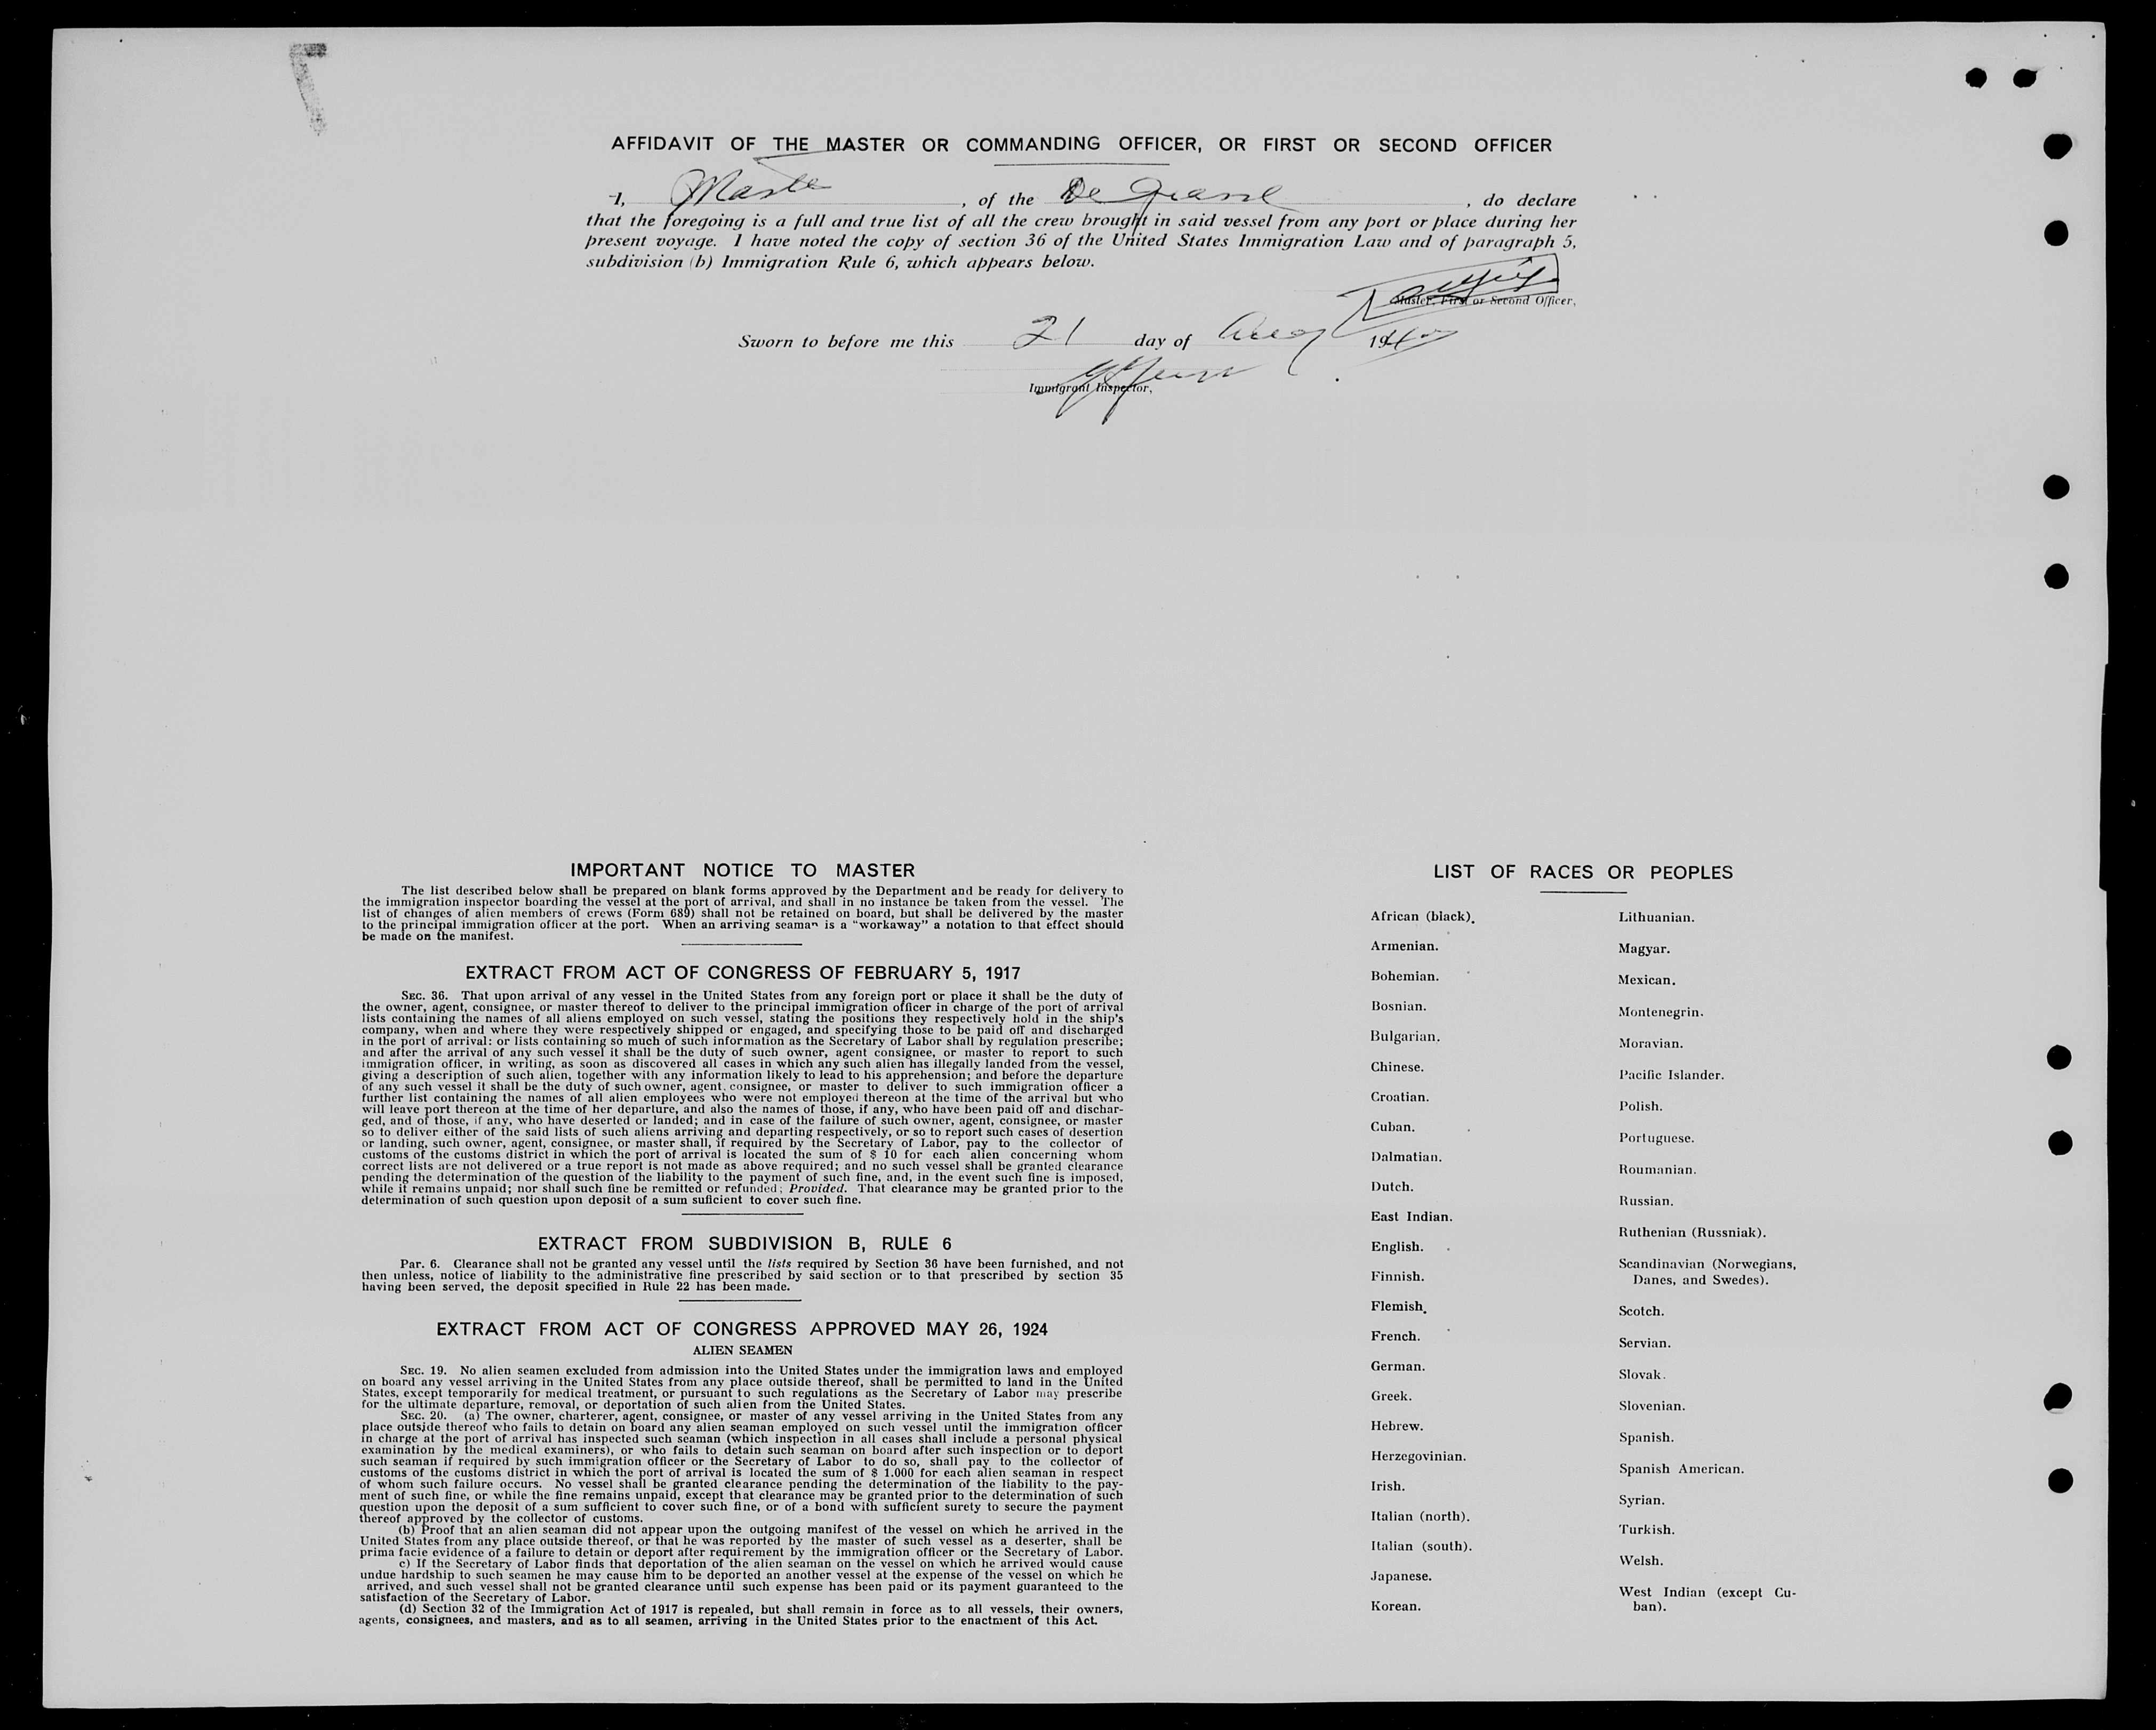 7
AFFIDAVIT OF THE MASTER OR COMMANDING OFFICER, OR FIRST OR SECOND OFFICER
I, Master, of the De Grasse, do declare
that the foregoing is a full and true list of all the crew brought in said vessel from any port or place during her
present voyage. I have noted the copy of section 36 of the United States Immigration Law and of paragraph 5,
subdivision (b) Immigration Rule 6, which appears below.
Master, First or Second Officer,
Sworn to before me this 21 day of Aug 19
Immigrant Inspector,
IMPORTANT NOTICE TO MASTER
The list described below shall be prepared on blank forms approved by the Department and be ready for delivery to
the immigration inspector boarding the vessel at the port of arrival, and shall in no instance be taken from the vessel. The
list of changes of alien members of crews (Form 689) shall not be retained on board, but shall be delivered by the master
to the principal immigration officer at the port. When an arriving seaman is a "workaway" a notation to that effect should
be made on the manifest.
EXTRACT FROM ACT OF CONGRESS OF FEBRUARY 5, 1917
SEC. 36. That upon arrival of any vessel in the United States from any foreign port or place it shall be the duty of
the owner, agent, consignee, or master thereof to deliver to the principal immigration officer in charge of the port of arrival
lists containing the names of all aliens employed on such vessel, stating the positions they respectively hold in the ship's
company, when and where they were respectively shipped or engaged, and specifying those to be paid off and discharged
in the port of arrival: or lists containing so much of such information as the Secretary of Labor shall by regulation prescribe;
and after the arrival of any such vessel it shall be the duty of such owner, agent consignee, or master to report to such
immigration officer, in writing, as soon as discovered all cases in which any such alien has illegally landed from the vessel,
giving a description of such alien, together with any information likely to lead to his apprehension; and before the departure
of any such vessel it shall be the duty of such owner, agent. consignee, or master to deliver to such immigration officer a
further list containing the names of all alien employees who were not employed thereon at the time of the arrival but who
will leave port thereon at the time of her departure, and also the names of those, if any, who have been paid off and dischar-
ged, and of those, if any, who have deserted or landed; and in case of the failure of such owner, agent, consignee, or master
so to deliver either of the said lists of such aliens arriving and departing respectively, or so to report such cases of desertion
or landing, such owner, agent, consignee, or master shall, if required by the Secretary of Labor, pay to the collector of
customs of the customs district in which the port of arrival is located the sum of $ 10 for each alien concerning whom
correct lists are not delivered or a true report is not made as above required; and no such vessel shall be granted clearance
pending the determination of the question of the liability to the payment of such fine, and, in the event such fine is imposed,
while it remains unpaid; nor shall such fine be remitted or refunded; Provided. That clearance may be granted prior to the
determination of such question upon deposit of a sum suficient to cover such fine.
EXTRACT FROM SUBDIVISION B, RULE 6
Par. 6. Clearance shall not be granted any vessel until the lists required by Section 36 have been furnished, and not
then unless, notice of liability to the administrative fine prescribed by said section or to that prescribed by section 35
having been served, the deposit specified in Rule 22 has been made.
EXTRACT FROM ACT OF CONGRESS APPROVED MAY 26, 1924
ALIEN SEAMEN
SEC. 19. No alien seamen excluded from admission into the United States under the immigration laws and employed
on board any vessel arriving in the United States from any place outside thereof, shall be permitted to land in the United
States, except temporarily for medical treatment, or pursuant to such regulations as the Secretary of Labor may prescribe
for the ultimate departure, removal, or deportation of such alien from the United States.
SEC. 20. (a) The owner, charterer, agent, consignee, or master of any vessel arriving in the United States from any
place outside thereof who fails to detain on board any alien seaman employed on such vessel until the immigration officer
in charge at the port of arrival has inspected such seaman (which inspection in all cases shall include a personal physical
examination by the medical examiners), or who fails to detain such seaman on board after such inspection or to deport
such seaman if required by such immigration officer or the Secretary of Labor to do so, shall pay to the collector of
customs of the customs district in which the port of arrival is located the sum of $ 1.000 for each alien seaman in respect
of whom such failure occurs. No vessel shall be granted clearance pending the determination of the liability to the pay-
ment of such fine, or while the fine remains unpaid, except that clearance may be granted prior to the determination of such
question upon the deposit of a sum sufficient to cover such fine, or of a bond with sufficient surety to secure the payment
thereof approved by the collector of customs.
(b) Proof that an alien seaman did not appear upon the outgoing manifest of the vessel on which he arrived in the
United States from any place outside thereof, or that he was reported by the master of such vessel as a deserter, shall be
prima facie evidence of a failure to detain or deport after requirement by the immigration officer or the Secretary of Labor.
c) If the Secretary of Labor finds that deportation of the alien seaman on the vessel on which he arrived would cause
undue hardship to such seamen he may cause him to be deported an another vessel at the expense of the vessel on which he
arrived, and such vessel shall not be granted clearance until such expense has been paid or its payment guaranteed to the
satisfaction of the Secretary of Labor.
(d) Section 32 of the Immigration Act of 1917 is repealed, but shall remain in force as to all vessels, their owners,
agents, consignees, and masters, and as to all seamen, arriving in the United States prior to the enactment of this Act.
LIST OF RACES OR PEOPLES
African (black).
Armenian.
Bohemian.
Bosnian.
Bulgarian.
Chinese.
Croatian.
Cuban.
Dalmatian.
Dutch.
East Indian.
English.
Finnish.
Flemish.
French.
German.
Greek.
Hebrew.
Herzegovinian.
Irish.
Italian (north).
Italian (south).
Japanese.
Korean.
Lithuanian.
Magyar.
Mexican.
Montenegrin.
Moravian.
Pacific Islander.
Polish.
Portuguese.
Roumanian.
Russian.
Ruthenian (Russniak).
Scandinavian (Norwegians,
Danes, and Swedes).
Scotch.
Servian.
Slovak.
Slovenian.
Spanish.
Spanish American.
Syrian.
Turkish.
Welsh.
West Indian (except Cu-
ban).